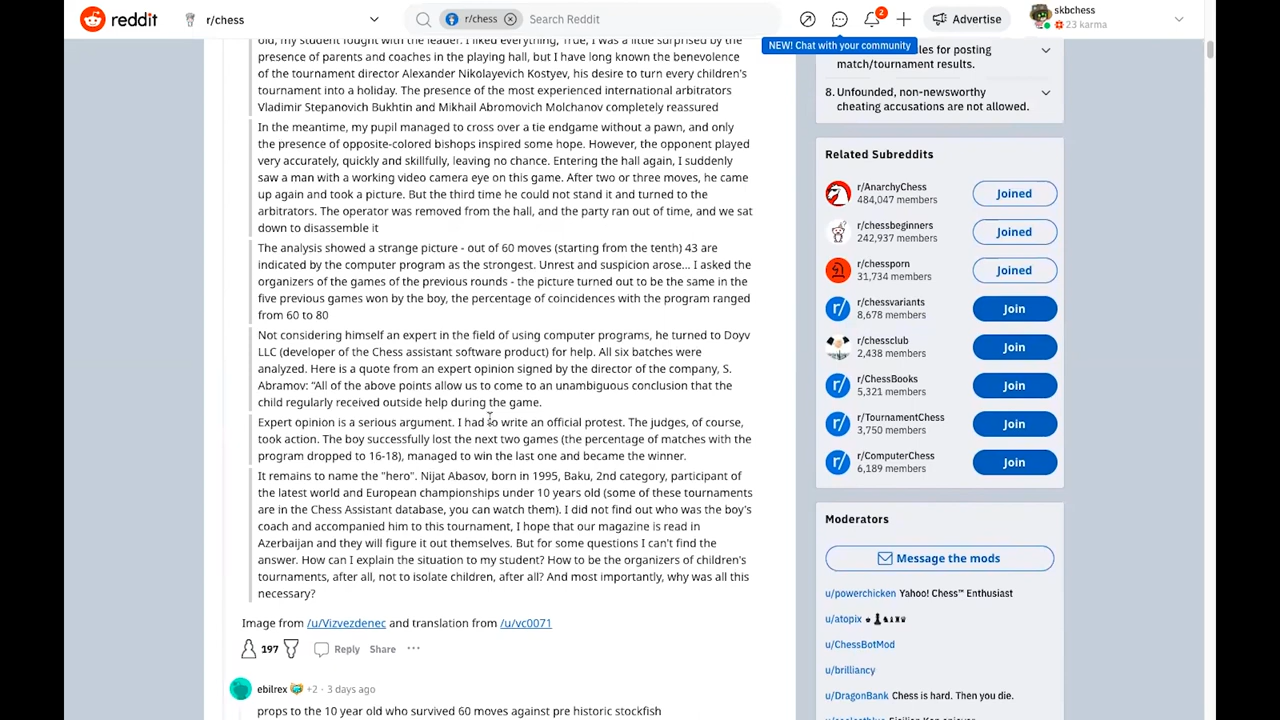 reddit
r/chess
r/chess
Search Reddit
2
Advertise
skbchess
23 karma
NEW! Chat with your community
old, my student fought with the leader. I liked everything, True, I was a little surprised by the
presence of parents and coaches in the playing hall, but I have long known the benevolence
of the tournament director Alexander Nikolayevich Kostyev, his desire to turn every children's
tournament into a holiday. The presence of the most experienced international arbitrators
Vladimir Stepanovich Bukhtin and Mikhail Abromovich Molchanov completely reassured
In the meantime, my pupil managed to cross over a tie endgame without a pawn, and only
the presence of opposite-colored bishops inspired some hope. However, the opponent played
very accurately, quickly and skillfully, leaving no chance. Entering the hall again, I suddenly
saw a man with a working video camera eye on this game. After two or three moves, he came
up again and took a picture. But the third time he could not stand it and turned to the
arbitrators. The operator was removed from the hall, and the party ran out of time, and we sat
down to disassemble it
The analysis showed a strange picture - out of 60 moves (starting from the tenth) 43 are
indicated by the computer program as the strongest. Unrest and suspicion arose... I asked the
organizers of the games of the previous rounds - the picture turned out to be the same in the
five previous games won by the boy, the percentage of coincidences with the program ranged
from 60 to 80
Not considering himself an expert in the field of using computer programs, he turned to Doyv
LLC (developer of the Chess assistant software product) for help. All six batches were
analyzed. Here is a quote from an expert opinion signed by the director of the company, S.
Abramov: “All of the above points allow us to come to an unambiguous conclusion that the
child regularly received outside help during the game.
Expert opinion is a serious argument. I had to write an official protest. The judges, of course,
took action. The boy successfully lost the next two games (the percentage of matches with the
program dropped to 16-18), managed to win the last one and became the winner.
It remains to name the "hero". Nijat Abasov, born in 1995, Baku, 2nd category, participant of
the latest world and European championships under 10 years old (some of these tournaments
are in the Chess Assistant database, you can watch them). I did not find out who was the boy's
coach and accompanied him to this tournament, I hope that our magazine is read in
Azerbaijan and they will figure it out themselves. But for some questions I can't find the
answer. How can I explain the situation to my student? How to be the organizers of children's
tournaments, after all, not to isolate children, after all? And most importantly, why was all this
necessary?
Image from /u/Vizvezdenec and translation from /u/vc0071
197
Reply
Share
ebilrex +2 · 3 days ago
props to the 10 year old who survived 60 moves against pre historic stockfish
les for posting
match/tournament results.
8. Unfounded, non-newsworthy
cheating accusations are not allowed.
Related Subreddits
r/AnarchyChess
484,047 members
Joined
r/chessbeginners
242,937 members
Joined
r/chessporn
31,734 members
Joined
r/chessvariants
8,678 members
Join
r/chessclub
2,438 members
Join
r/ChessBooks
5,321 members
Join
r/TournamentChess
3,750 members
Join
r/ComputerChess
6,189 members
Join
Moderators
Message the mods
u/powerchicken Yahoo! Chess™ Enthusiast
u/atopix
u/ChessBotMod
u/brilliancy
u/DragonBank Chess is hard. Then you die.